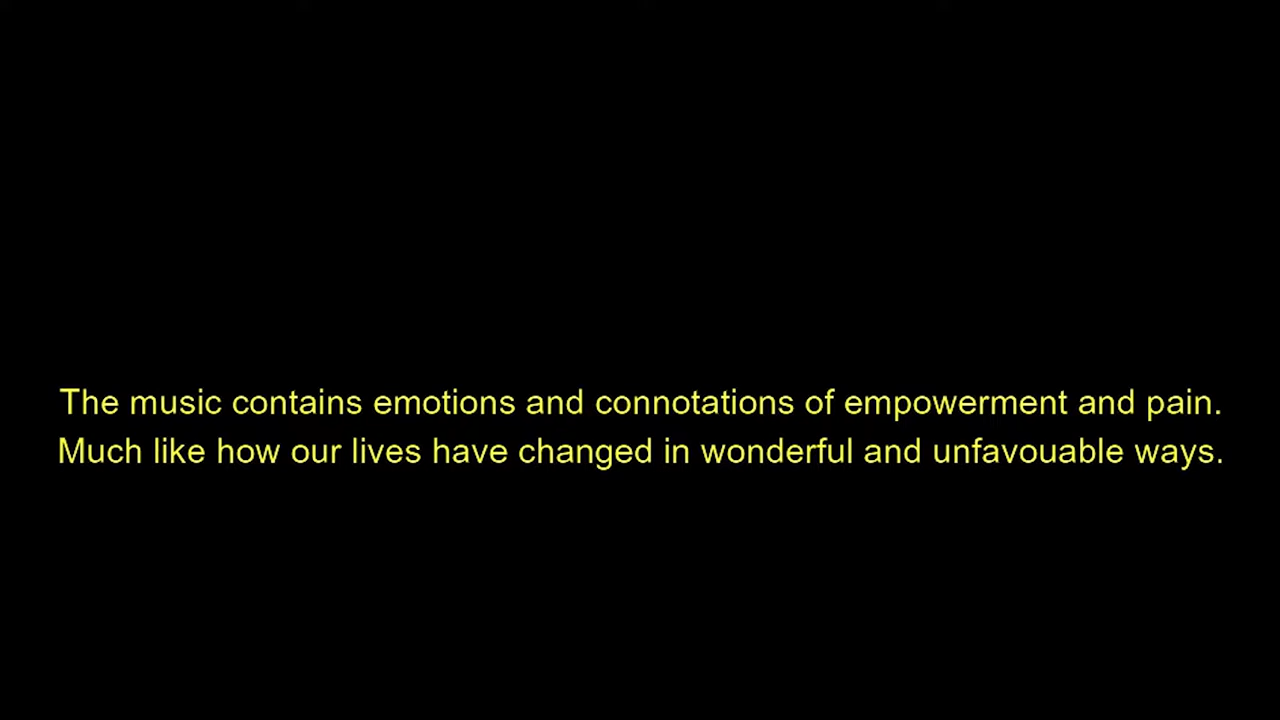 The music contains emotions and connotations of empowerment and pain.
Much like how our lives have changed in wonderful and unfavouable ways.